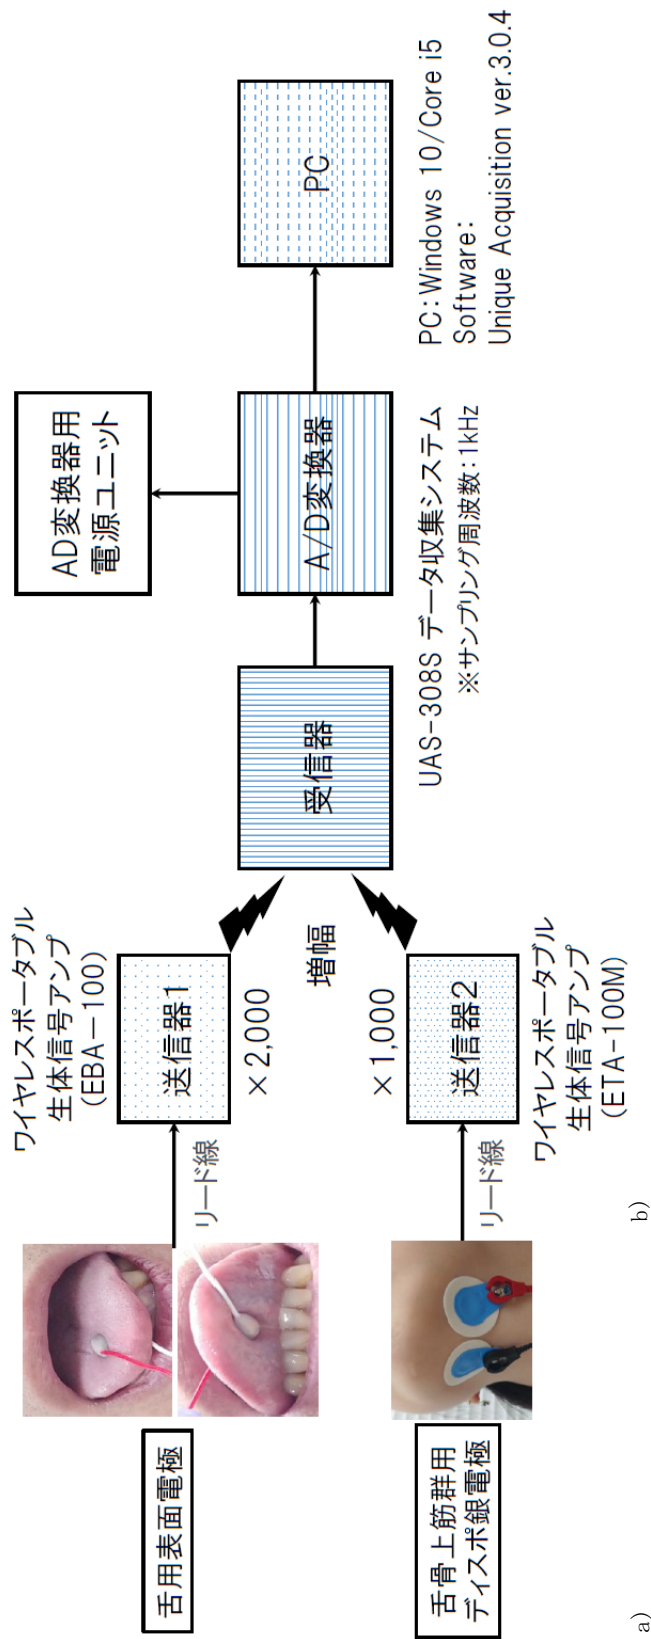 舌用表面電極
舌骨上筋群用
ディスポ銀電極
リード線
リード線
ワイヤレスポータブル
生体信号アンプ
(EBA－100)
送信器1
×2,000
増幅
×1,000
送信器2
ワイヤレスポータブル
生体信号アンプ
(ETA-100M)
受信器
AD変換器用
電源ユニット
A/D変換器
UAS-308S データ収集システム
※サンプリング周波数：1kHz
PC
PC：Windows 10/Core i5
Software：
Unique Acquisition ver.3.0.4
a)
b)